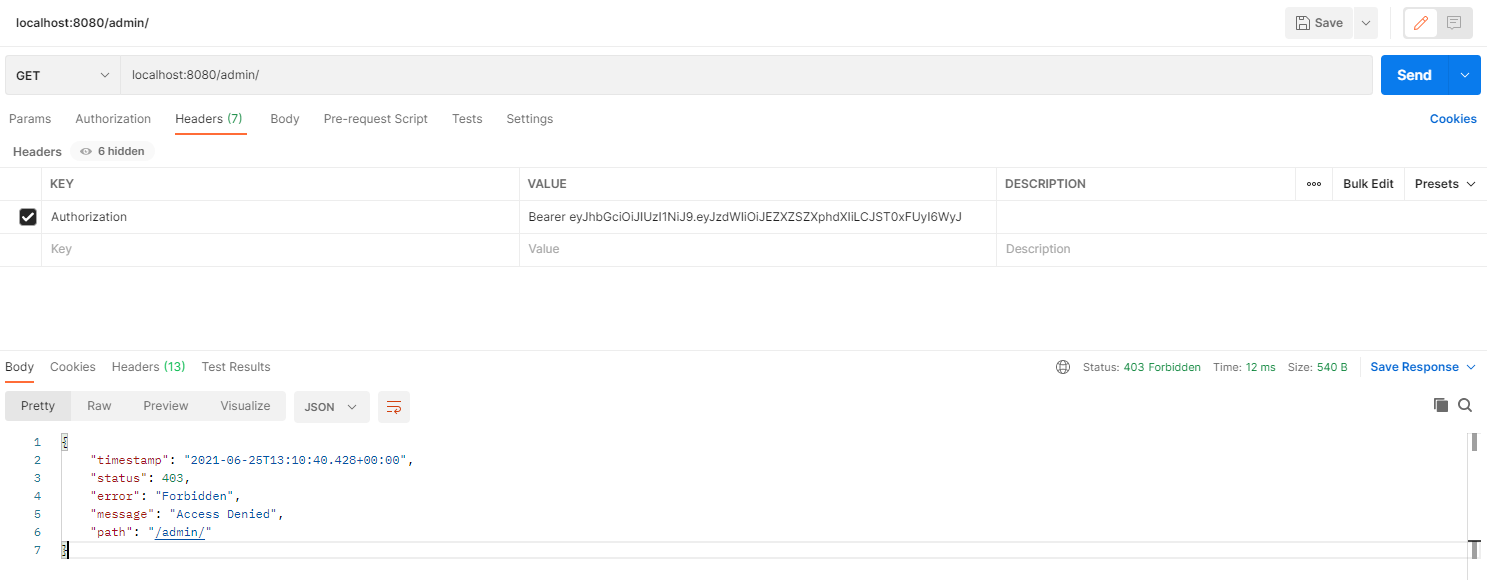 localhost:8080/admin/
Save
GET localhost:8080/admin/ Send
Params Authorization Headers (7) Body Pre-request Script Tests Settings Cookies
Headers 6 hidden
KEY VALUE DESCRIPTION ooo Bulk Edit Presets
Authorization Bearer eyJhbGciOiJIUzI1NiJ9.eyJzdWIiOiJEZXZSZXphdXIiLCJST0xFUyI6WyJ
Key Value Description
Body Cookies Headers (13) Test Results Status: 403 Forbidden Time: 12 ms Size: 540 B Save Response
Pretty Raw Preview Visualize JSON
1 {
2 "timestamp": "2021-06-25T13:10:40.428+00:00",
3 "status": 403,
4 "error": "Forbidden",
5 "message": "Access Denied",
6 "path": "/admin/"
7 }